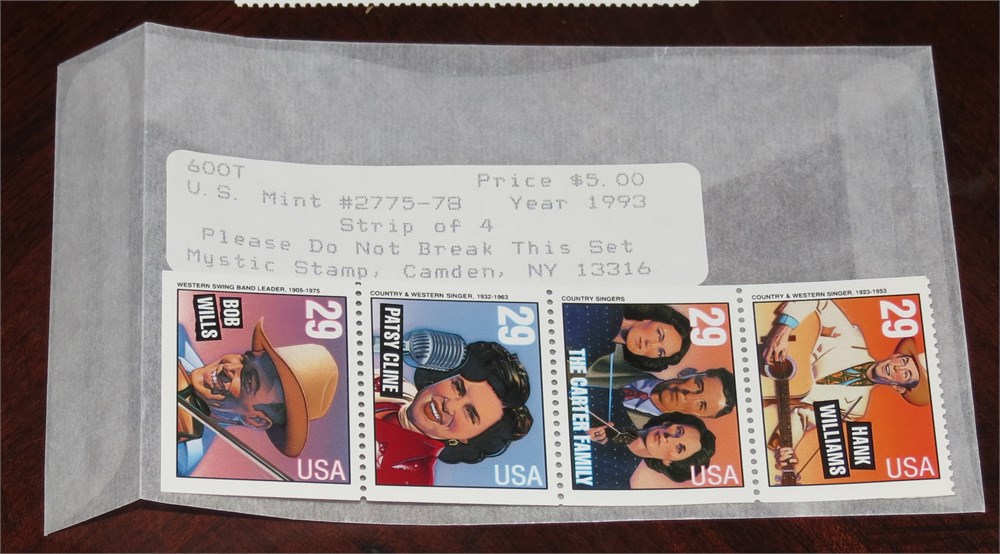 600T Price $5.00
U.S. Mint #2775-78 Year 1993
Strip of 4
Please Do Not Break This Set
Mystic Stamp, Camden, NY 13316
WESTERN SWING BAND LEADER, 1905-1975
BOB
WILLS
29
USA
COUNTRY & WESTERN SINGER, 1932-1963
PATSY CLINE
29
USA
COUNTRY SINGERS
THE CARTER FAMILY
29
USA
COUNTRY & WESTERN SINGER, 1923-1953
HANK
WILLIAMS
29
USA